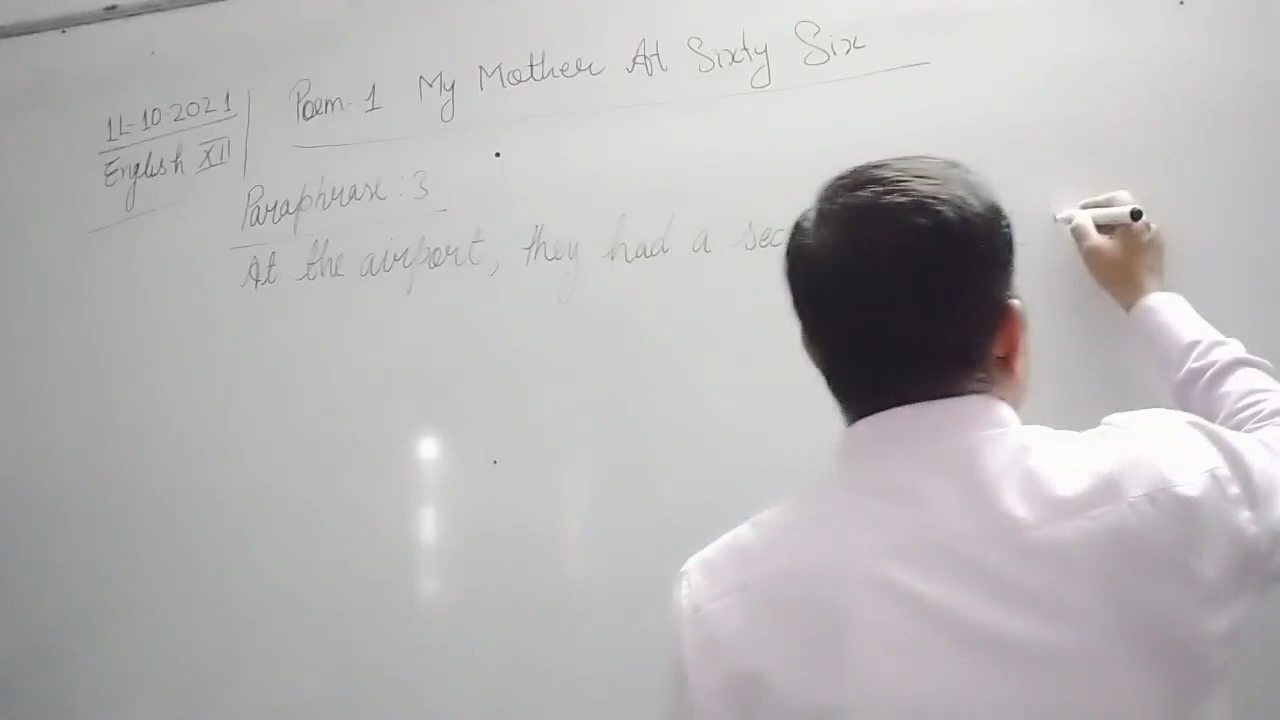 Poem-1 My Mother At Sixty Six
11-10-2021
English XII
Paraphrase : 3
At the airport, they had a sec